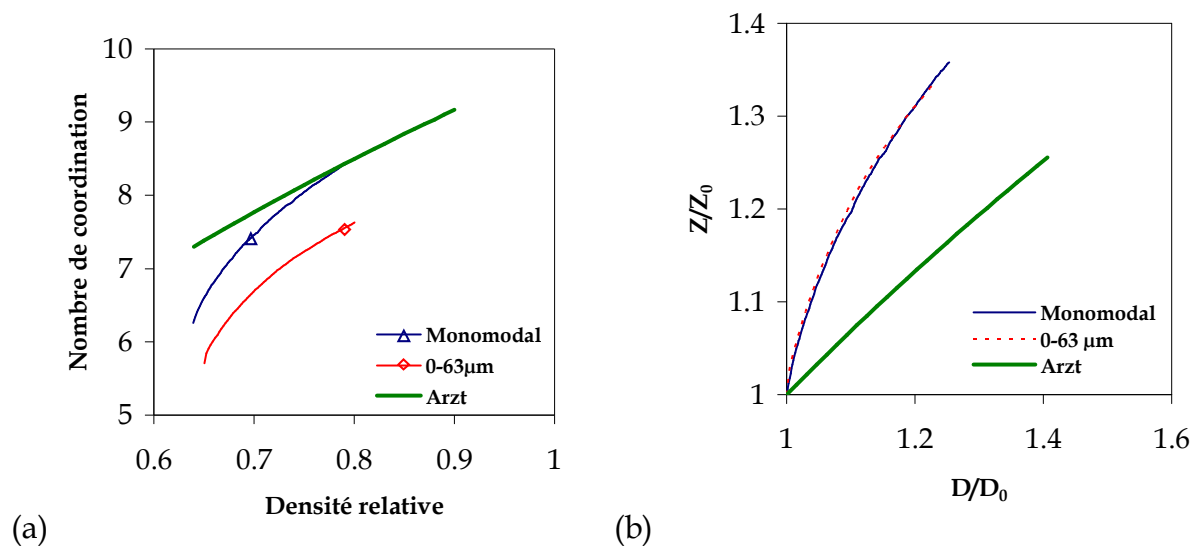 10
9
8
7
6
5
0.6 0.7 0.8 0.9 1
Nombre de coordination
Densité relative
Monomodal
0-63µm
Arzt
(a)
1.4
1.3
1.2
1.1
1
1 1.2 1.4 1.6
Z/Z₀
D/D₀
Monomodal
0-63 µm
Arzt
(b)